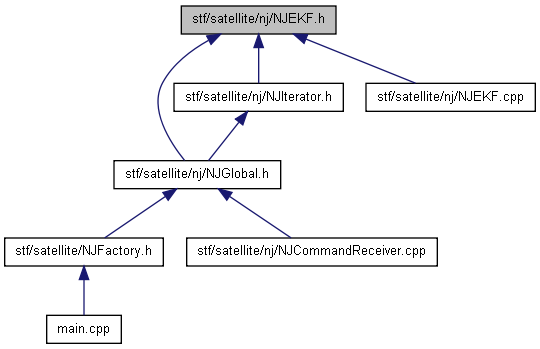 stf/satellite/nj/NJEKF.h
stf/satellite/nj/NJIterator.h
stf/satellite/nj/NJEKF.cpp
stf/satellite/nj/NJGlobal.h
stf/satellite/NJFactory.h
stf/satellite/nj/NJCommandReceiver.cpp
main.cpp